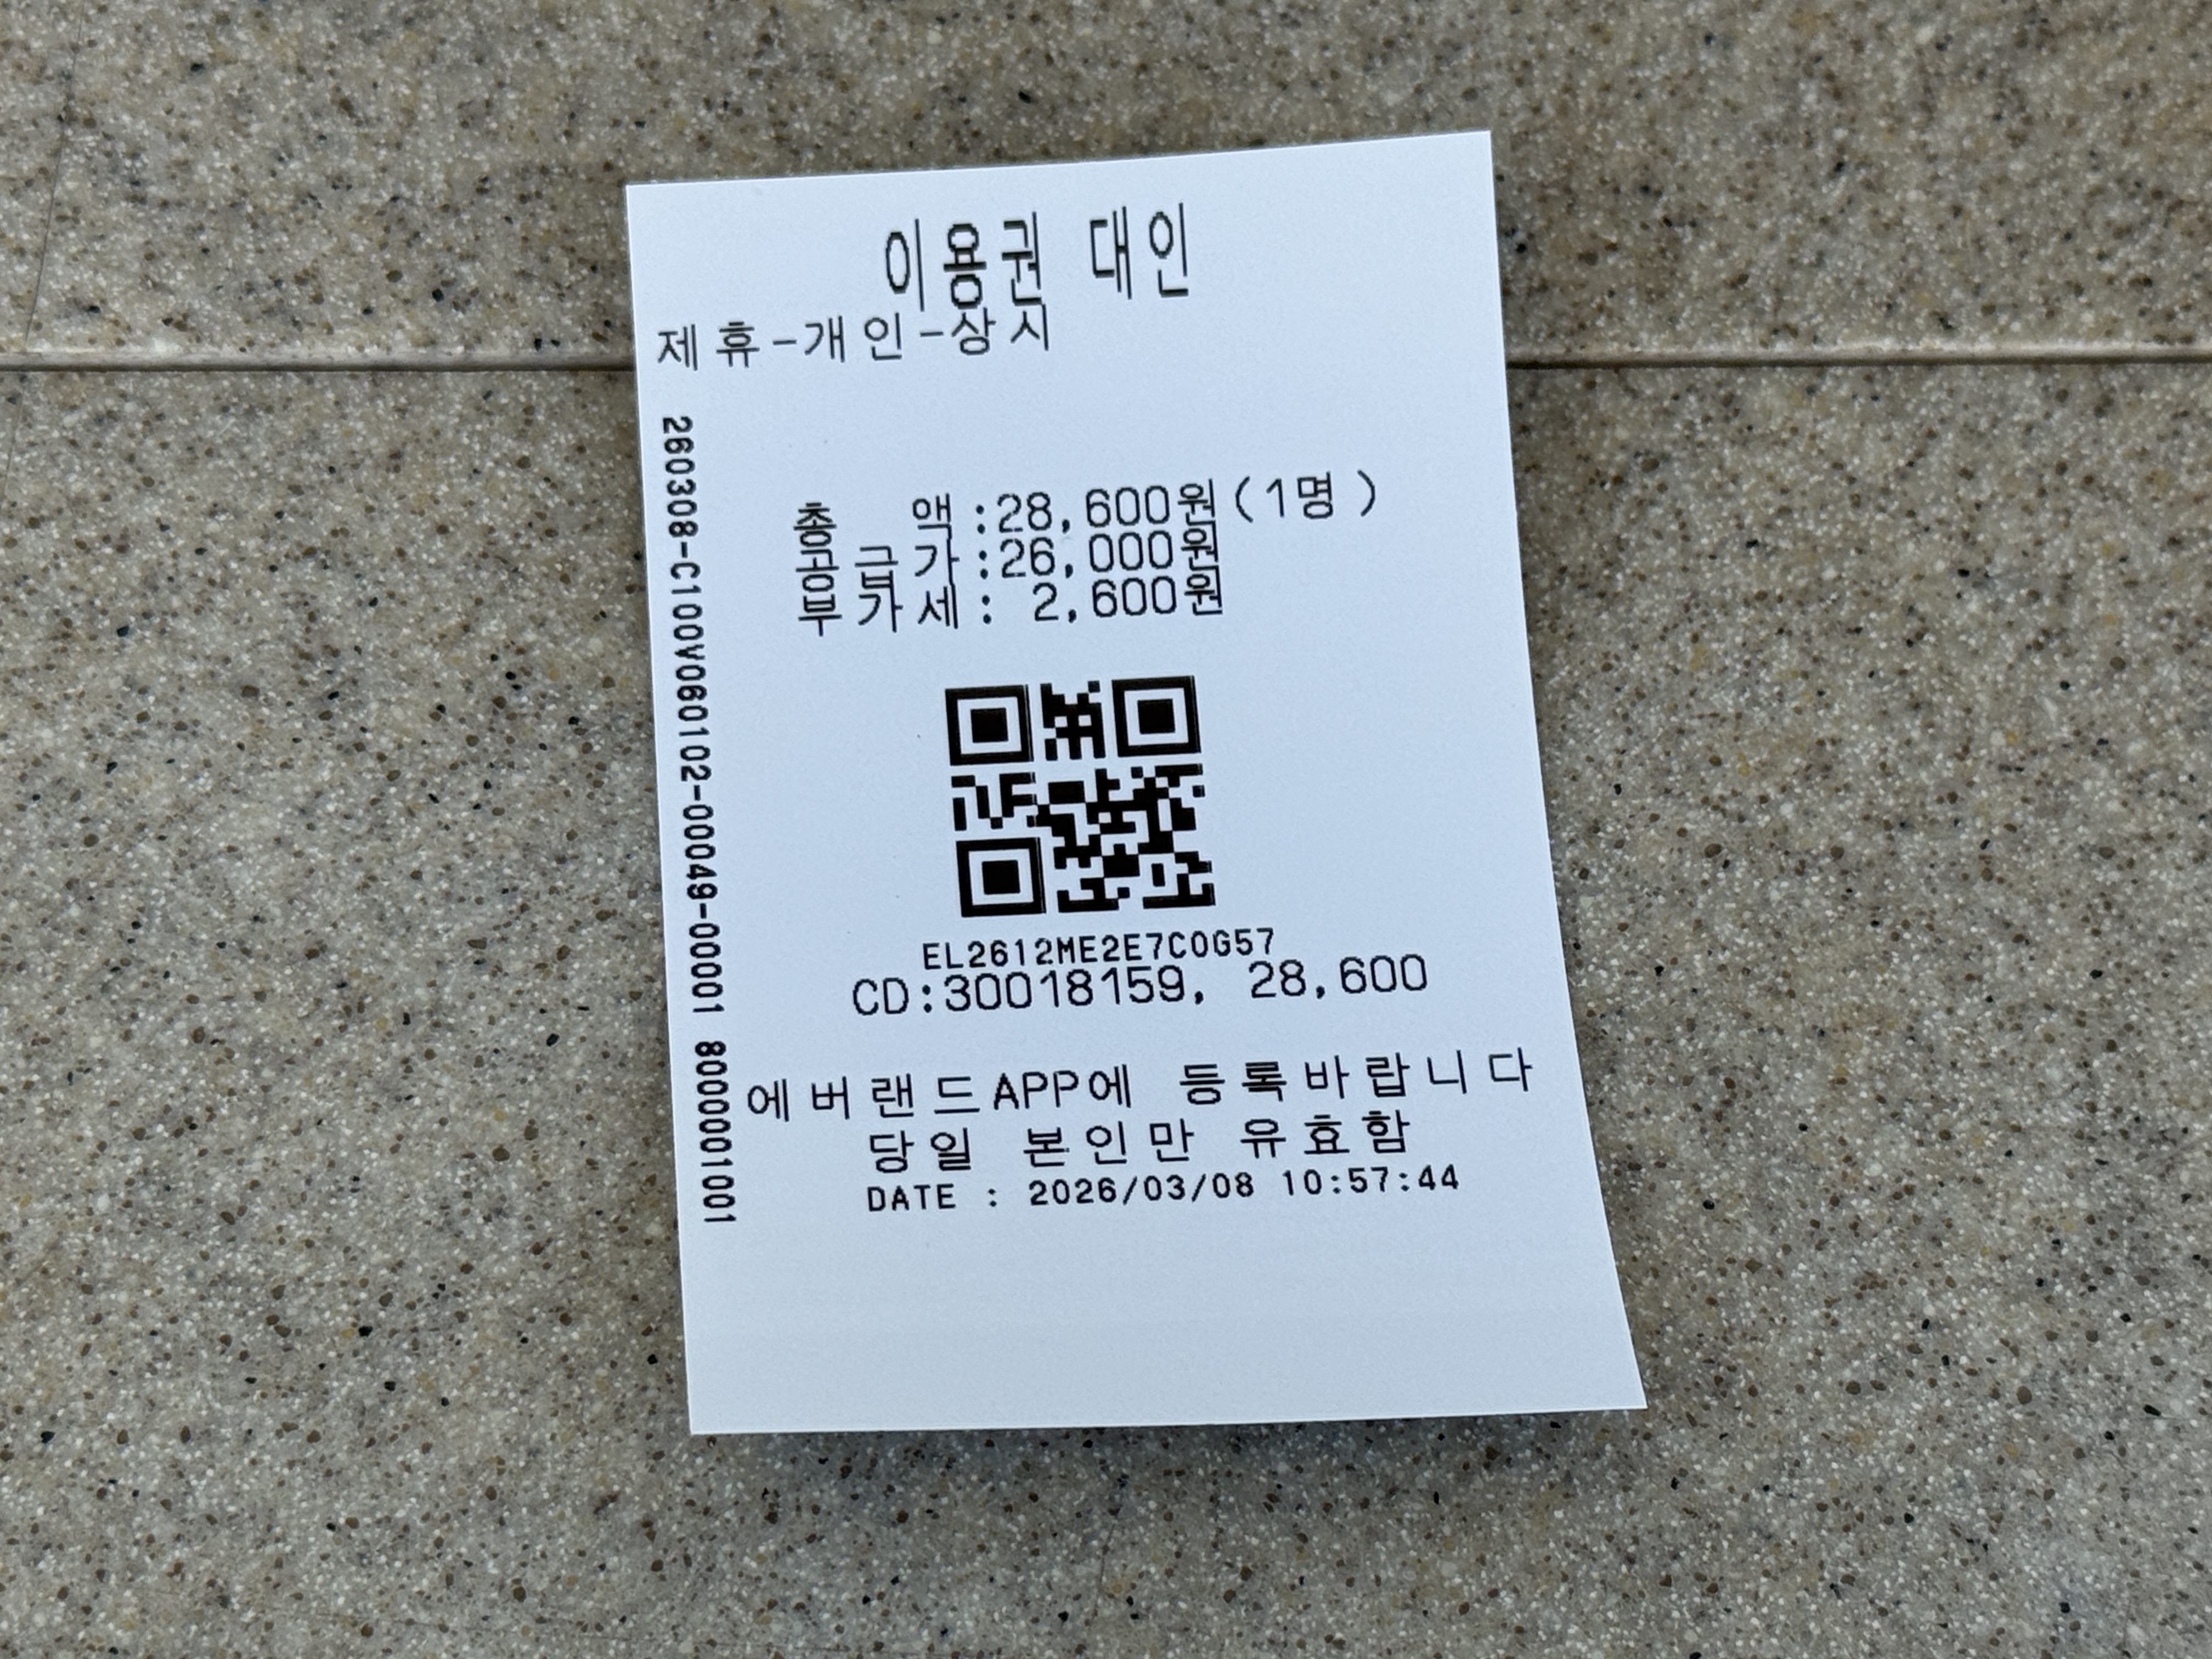 이용권 대인
제휴-개인-상시
총 액:28,600원(1명)
공급가:26,000원
부가세: 2,600원
EL2612ME2E7C0G57
CD:30018159, 28,600
에버랜드APP에 등록바랍니다
당일 본인만 유효함
DATE : 2026/03/08 10:57:44
260308-C100V060102-00049-00001 8000001001